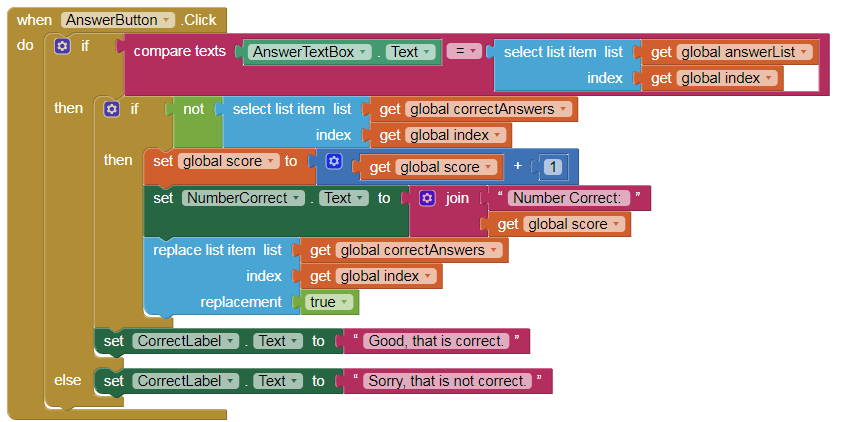 when AnswerButton .Click
do if compare texts AnswerTextBox . Text = select list item list get global answerList
index get global index
then if not select list item list get global correctAnswers
index get global index
then set global score to get global score + 1
set NumberCorrect . Text to join " Number Correct: "
get global score
replace list item list get global correctAnswers
index get global index
replacement true
set CorrectLabel . Text to " Good, that is correct. "
else set CorrectLabel . Text to " Sorry, that is not correct. "